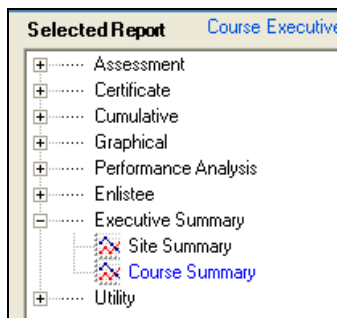 Selected Report Course Executive
Assessment
Certificate
Cumulative
Graphical
Performance Analysis
Enlistee
Executive Summary
Site Summary
Course Summary
Utility